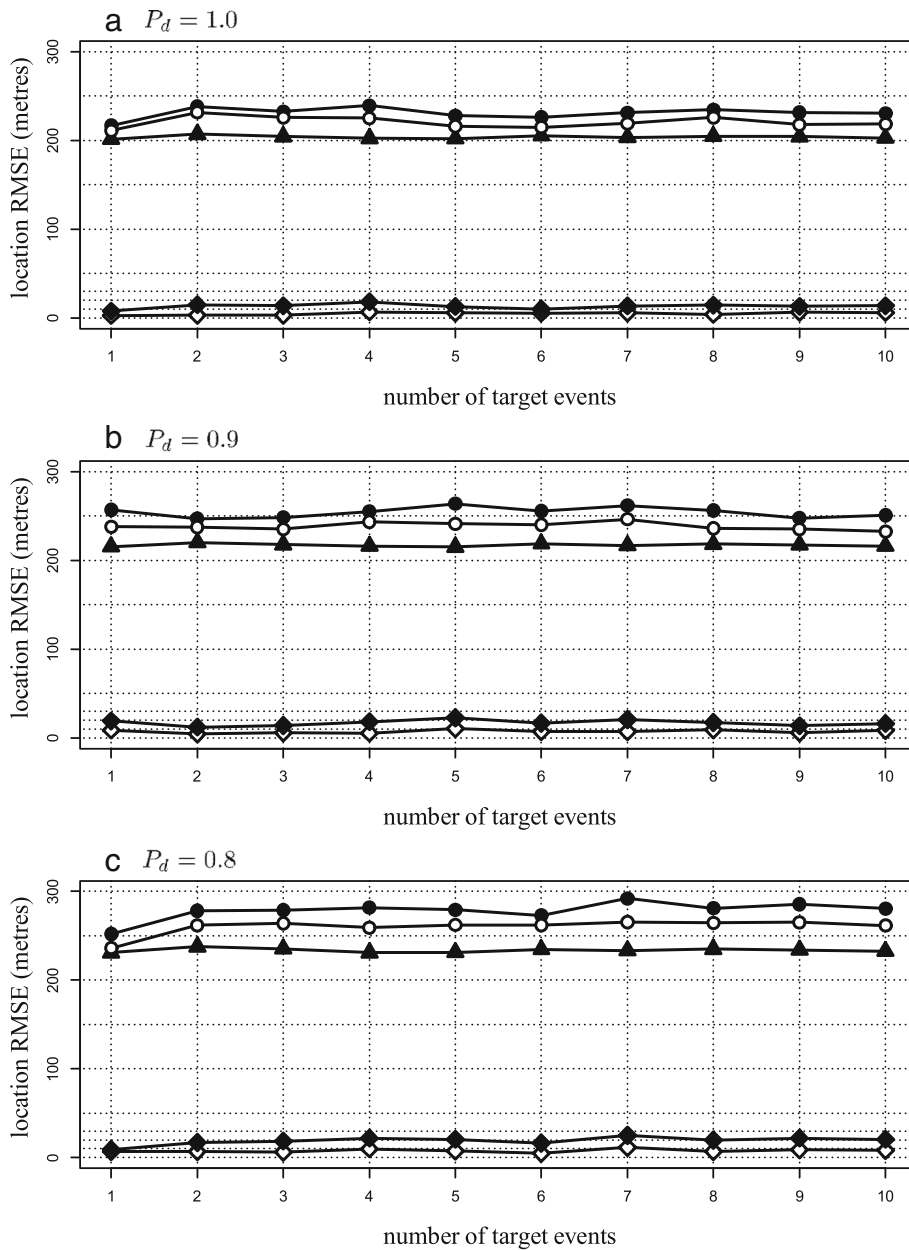 a P_d = 1.0
location RMSE (metres)
300
200
100
0
1 2 3 4 5 6 7 8 9 10
number of target events
b P_d = 0.9
location RMSE (metres)
300
200
100
0
1 2 3 4 5 6 7 8 9 10
number of target events
c P_d = 0.8
location RMSE (metres)
300
200
100
0
1 2 3 4 5 6 7 8 9 10
number of target events